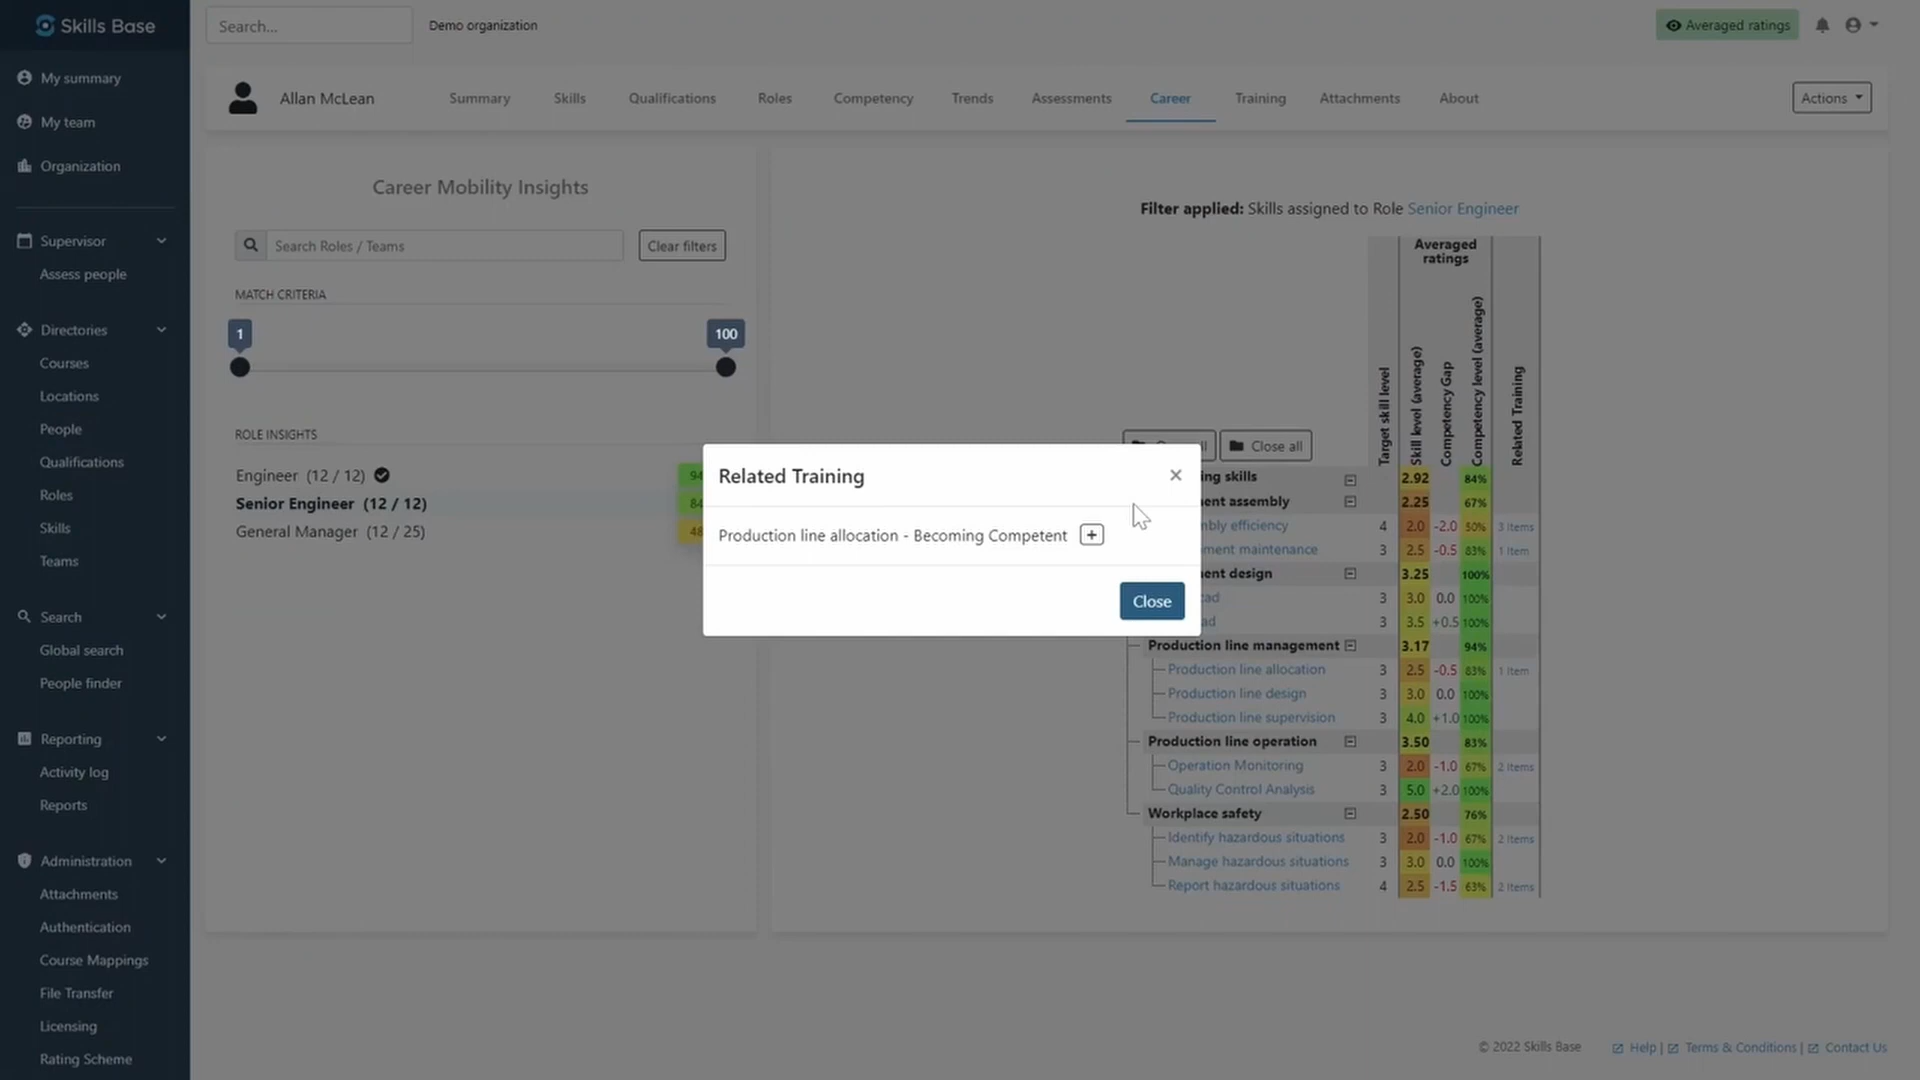 Skills Base
Search...
Demo organization
Averaged ratings
My summary
My team
Organization
Supervisor
Assess people
Directories
Courses
Locations
People
Qualifications
Roles
Skills
Teams
Search
Global search
People finder
Reporting
Activity log
Reports
Administration
Attachments
Authentication
Course Mappings
File Transfer
Licensing
Rating Scheme
Allan McLean
Summary
Skills
Qualifications
Roles
Competency
Trends
Assessments
Career
Training
Attachments
About
Actions
Career Mobility Insights
Search Roles / Teams
Clear filters
MATCH CRITERIA
1
100
ROLE INSIGHTS
Engineer (12 / 12)
Senior Engineer (12 / 12)
General Manager (12 / 25)
Related Training
×
Production line allocation - Becoming Competent +
Close
Filter applied: Skills assigned to Role Senior Engineer
Averaged
ratings
Target skill level
Skill level (average)
Competency Gap
Competency level (average)
Related Training
Close all
skills 2.92 84%
assembly 2.25 67%
efficiency 4 2.0 -2.0 50% 3 Items
maintenance 3 2.5 -0.5 83% 1 Item
design 3.25 100%
3 3.0 0.0 100%
3 3.5 +0.5 100%
Production line management 3.17 94%
Production line allocation 3 2.5 -0.5 83% 1 Item
Production line design 3 3.0 0.0 100%
Production line supervision 3 4.0 +1.0 100%
Production line operation 3.50 83%
Operation Monitoring 3 2.0 -1.0 67% 2 Items
Quality Control Analysis 3 5.0 +2.0 100%
Workplace safety 2.50 76%
Identify hazardous situations 3 2.0 -1.0 67% 2 Items
Manage hazardous situations 3 3.0 0.0 100%
Report hazardous situations 4 2.5 -1.5 63% 2 Items
© 2022 Skills Base
Help | Terms & Conditions | Contact Us